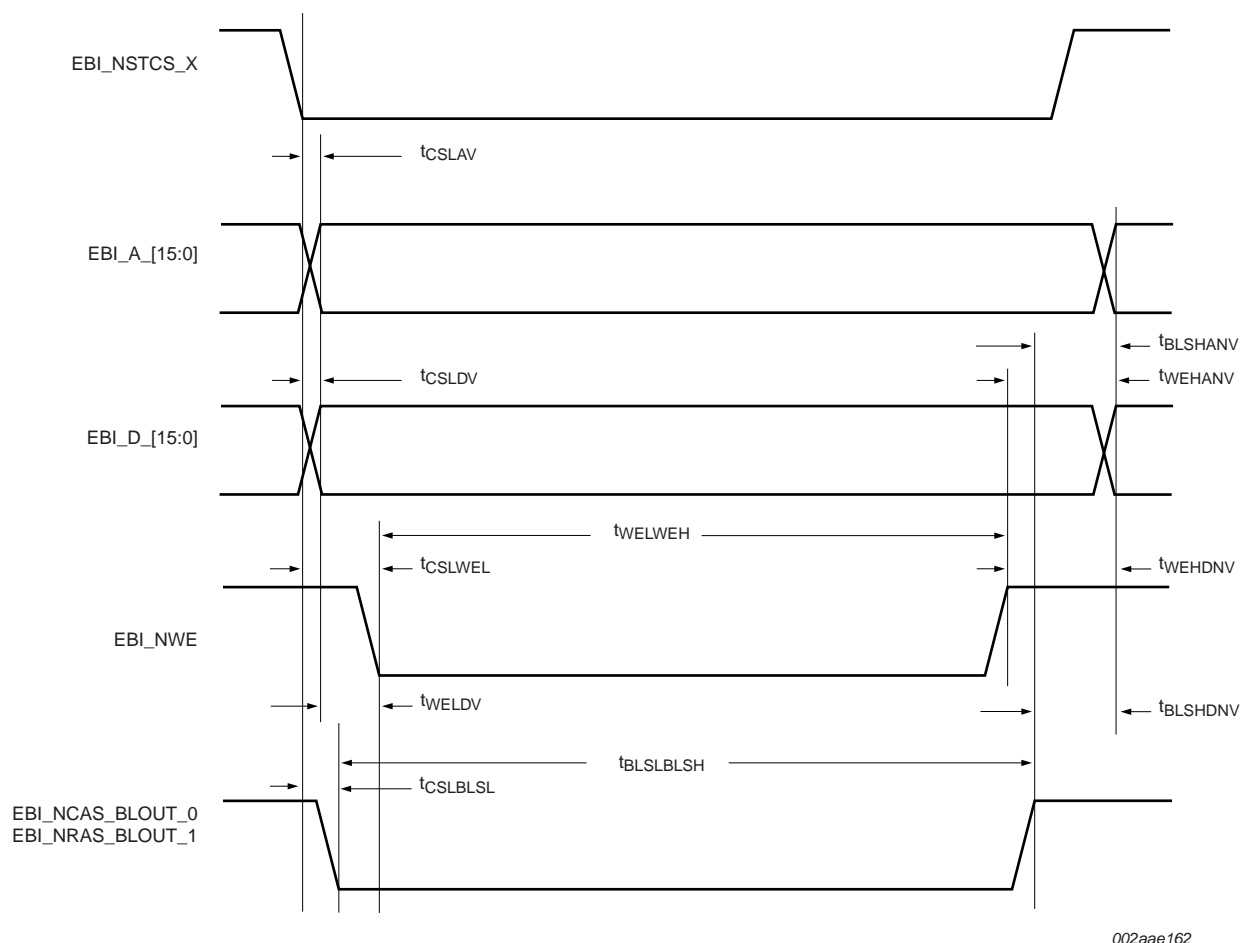 EBI_NSTCS_X
tCSLAV
EBI_A_[15:0]
tBLSHANV
tCSLDV
tWEHANV
EBI_D_[15:0]
tWELWEH
tCSLWEL
tWEHDNV
EBI_NWE
tWELDV
tBLSHDNV
tBLSLBLSH
tCSLBLSL
EBI_NCAS_BLOUT_0
EBI_NRAS_BLOUT_1
002aae162